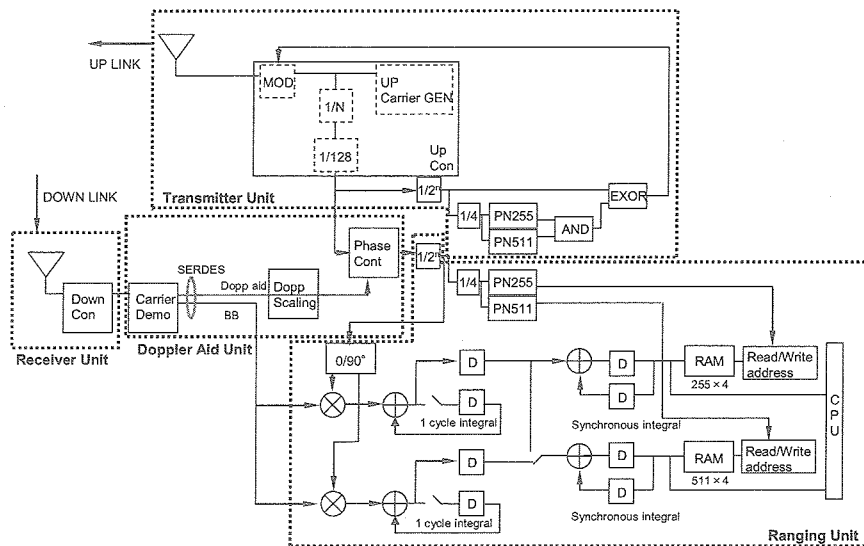 UP LINK
MOD
UP
Carrier GEN
1/N
1/128
Up
Con
Transmitter Unit
1/2ⁿ
EXOR
1/4
PN255
PN511
AND
DOWN LINK
Down
Con
Receiver Unit
SERDES
Carrier
Demo
Dopp aid
BB
Dopp
Scaling
Phase
Cont
Doppler Aid Unit
1/2ⁿ
1/4
PN255
PN511
0/90°
D
D
1 cycle integral
D
D
Synchronous integral
RAM
255 × 4
Read/Write
address
CPU
D
D
1 cycle integral
D
D
Synchronous integral
RAM
511 × 4
Read/Write
address
Ranging Unit